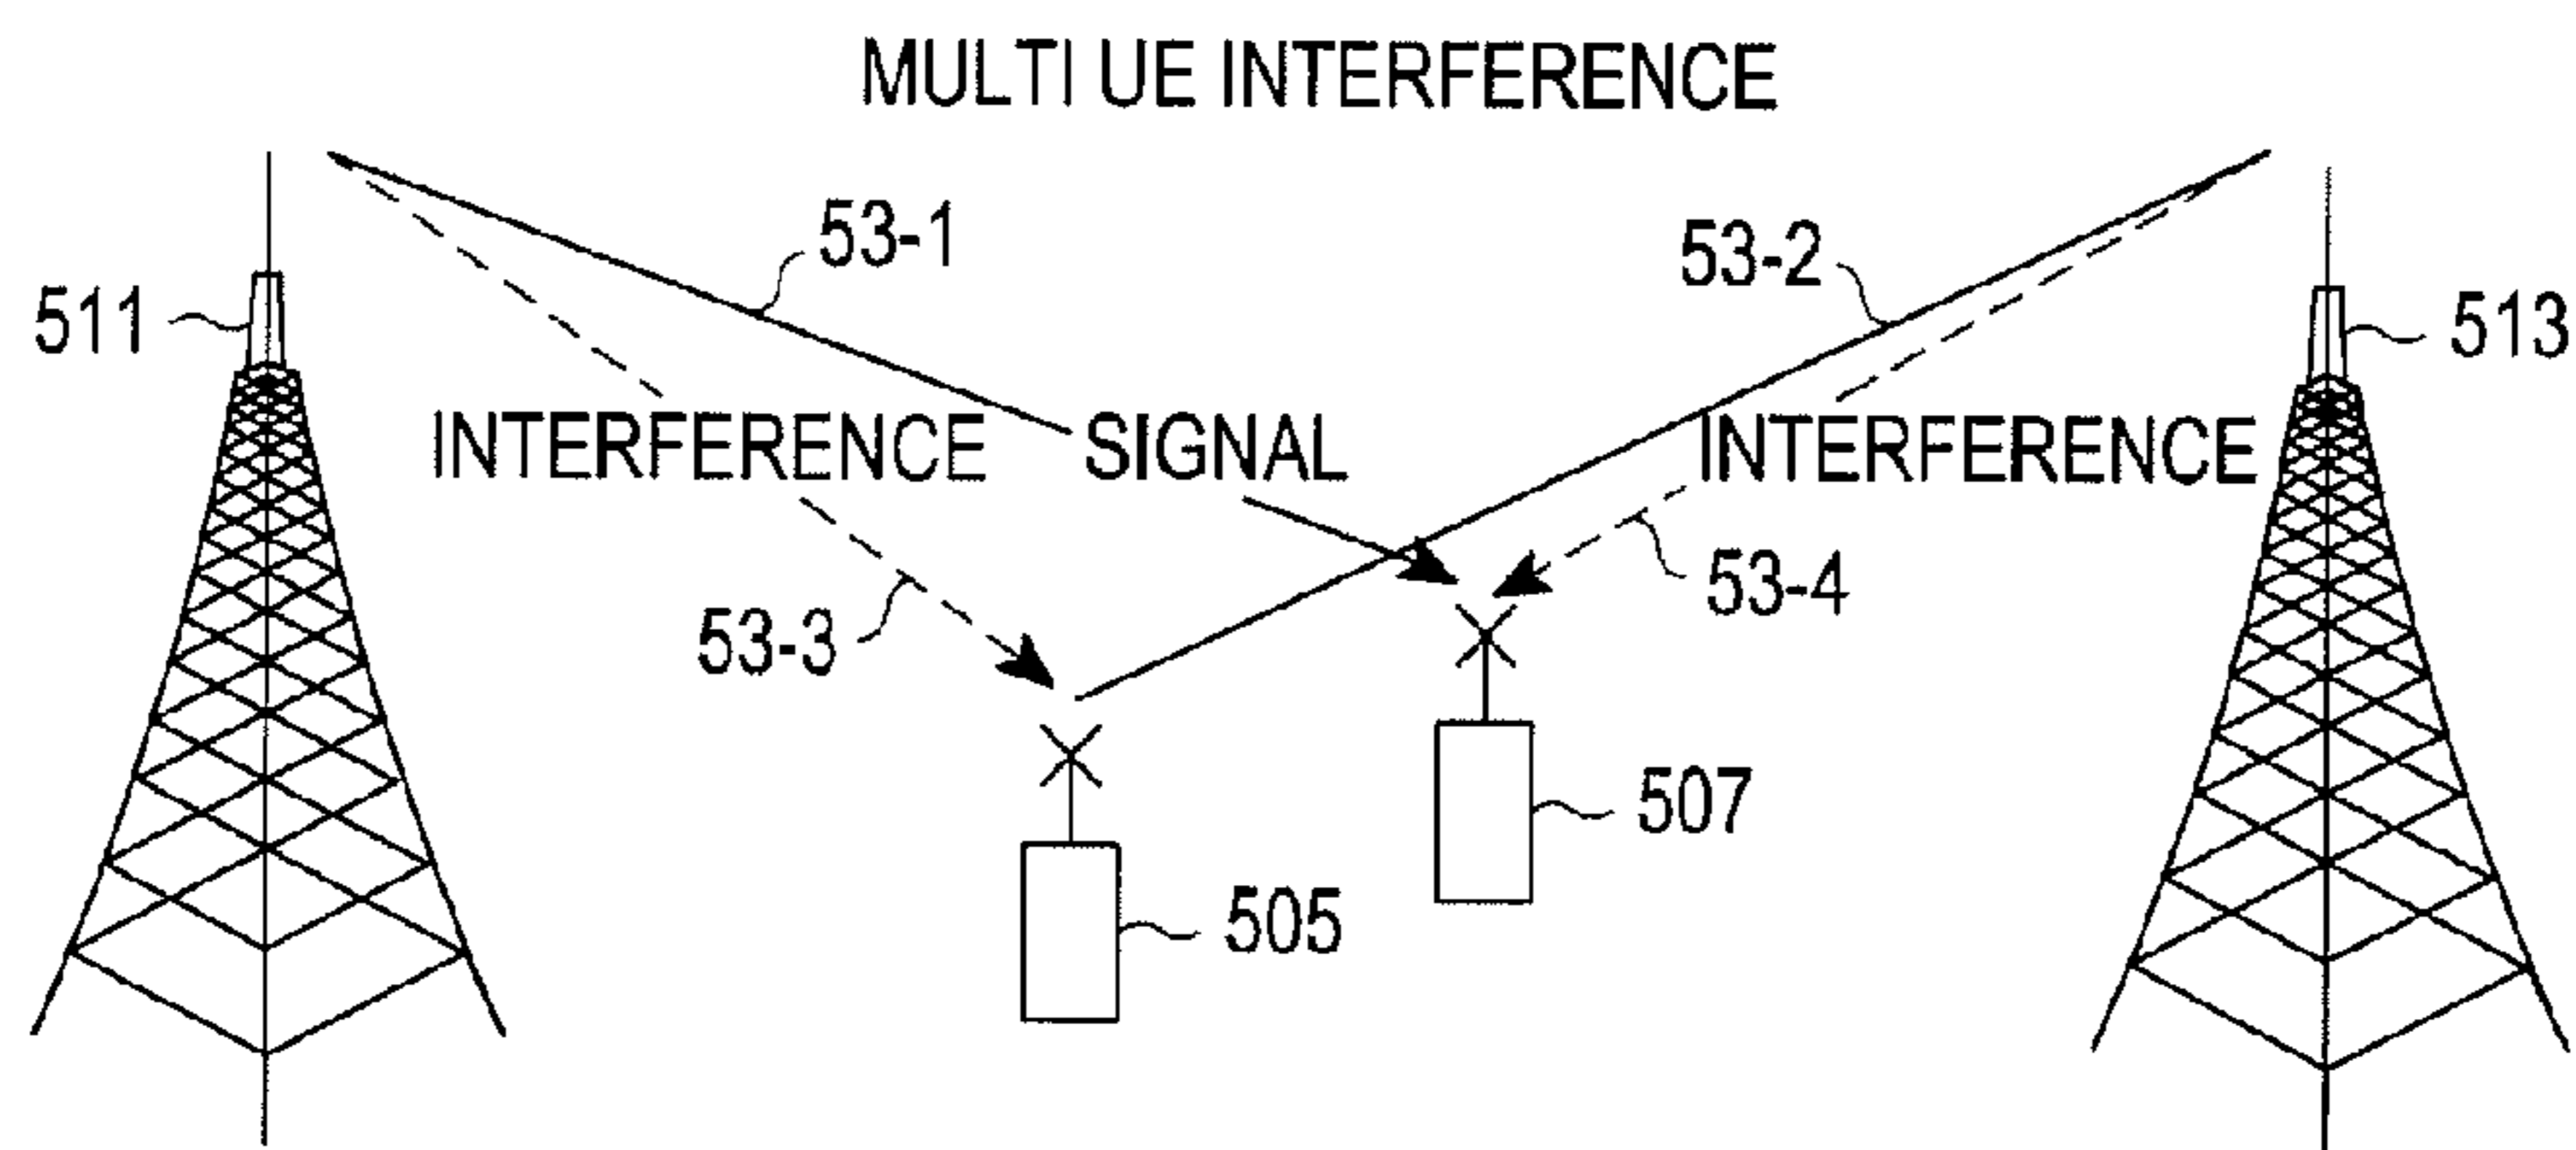 MULTI UE INTERFERENCE
53-1
53-2
511
513
INTERFERENCE
SIGNAL
INTERFERENCE
53-3
53-4
507
505